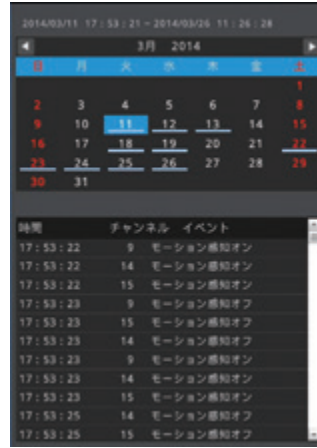 2014/03/11 17：53：21 – 2014/03/26 11：26：28
3月 2014
日 月 火 水 木 金 土
1
2 3 4 5 6 7 8
9 10 11 12 13 14 15
16 17 18 19 20 21 22
23 24 25 26 27 28 29
30 31
時間 チャンネル イベント
17：53：22 9 モーション感知オン
17：53：22 14 モーション感知オン
17：53：22 15 モーション感知オン
17：53：23 9 モーション感知オフ
17：53：23 15 モーション感知オフ
17：53：23 14 モーション感知オフ
17：53：23 9 モーション感知オン
17：53：23 14 モーション感知オン
17：53：23 15 モーション感知オン
17：53：25 14 モーション感知オフ
17：53：25 15 モーション感知オフ